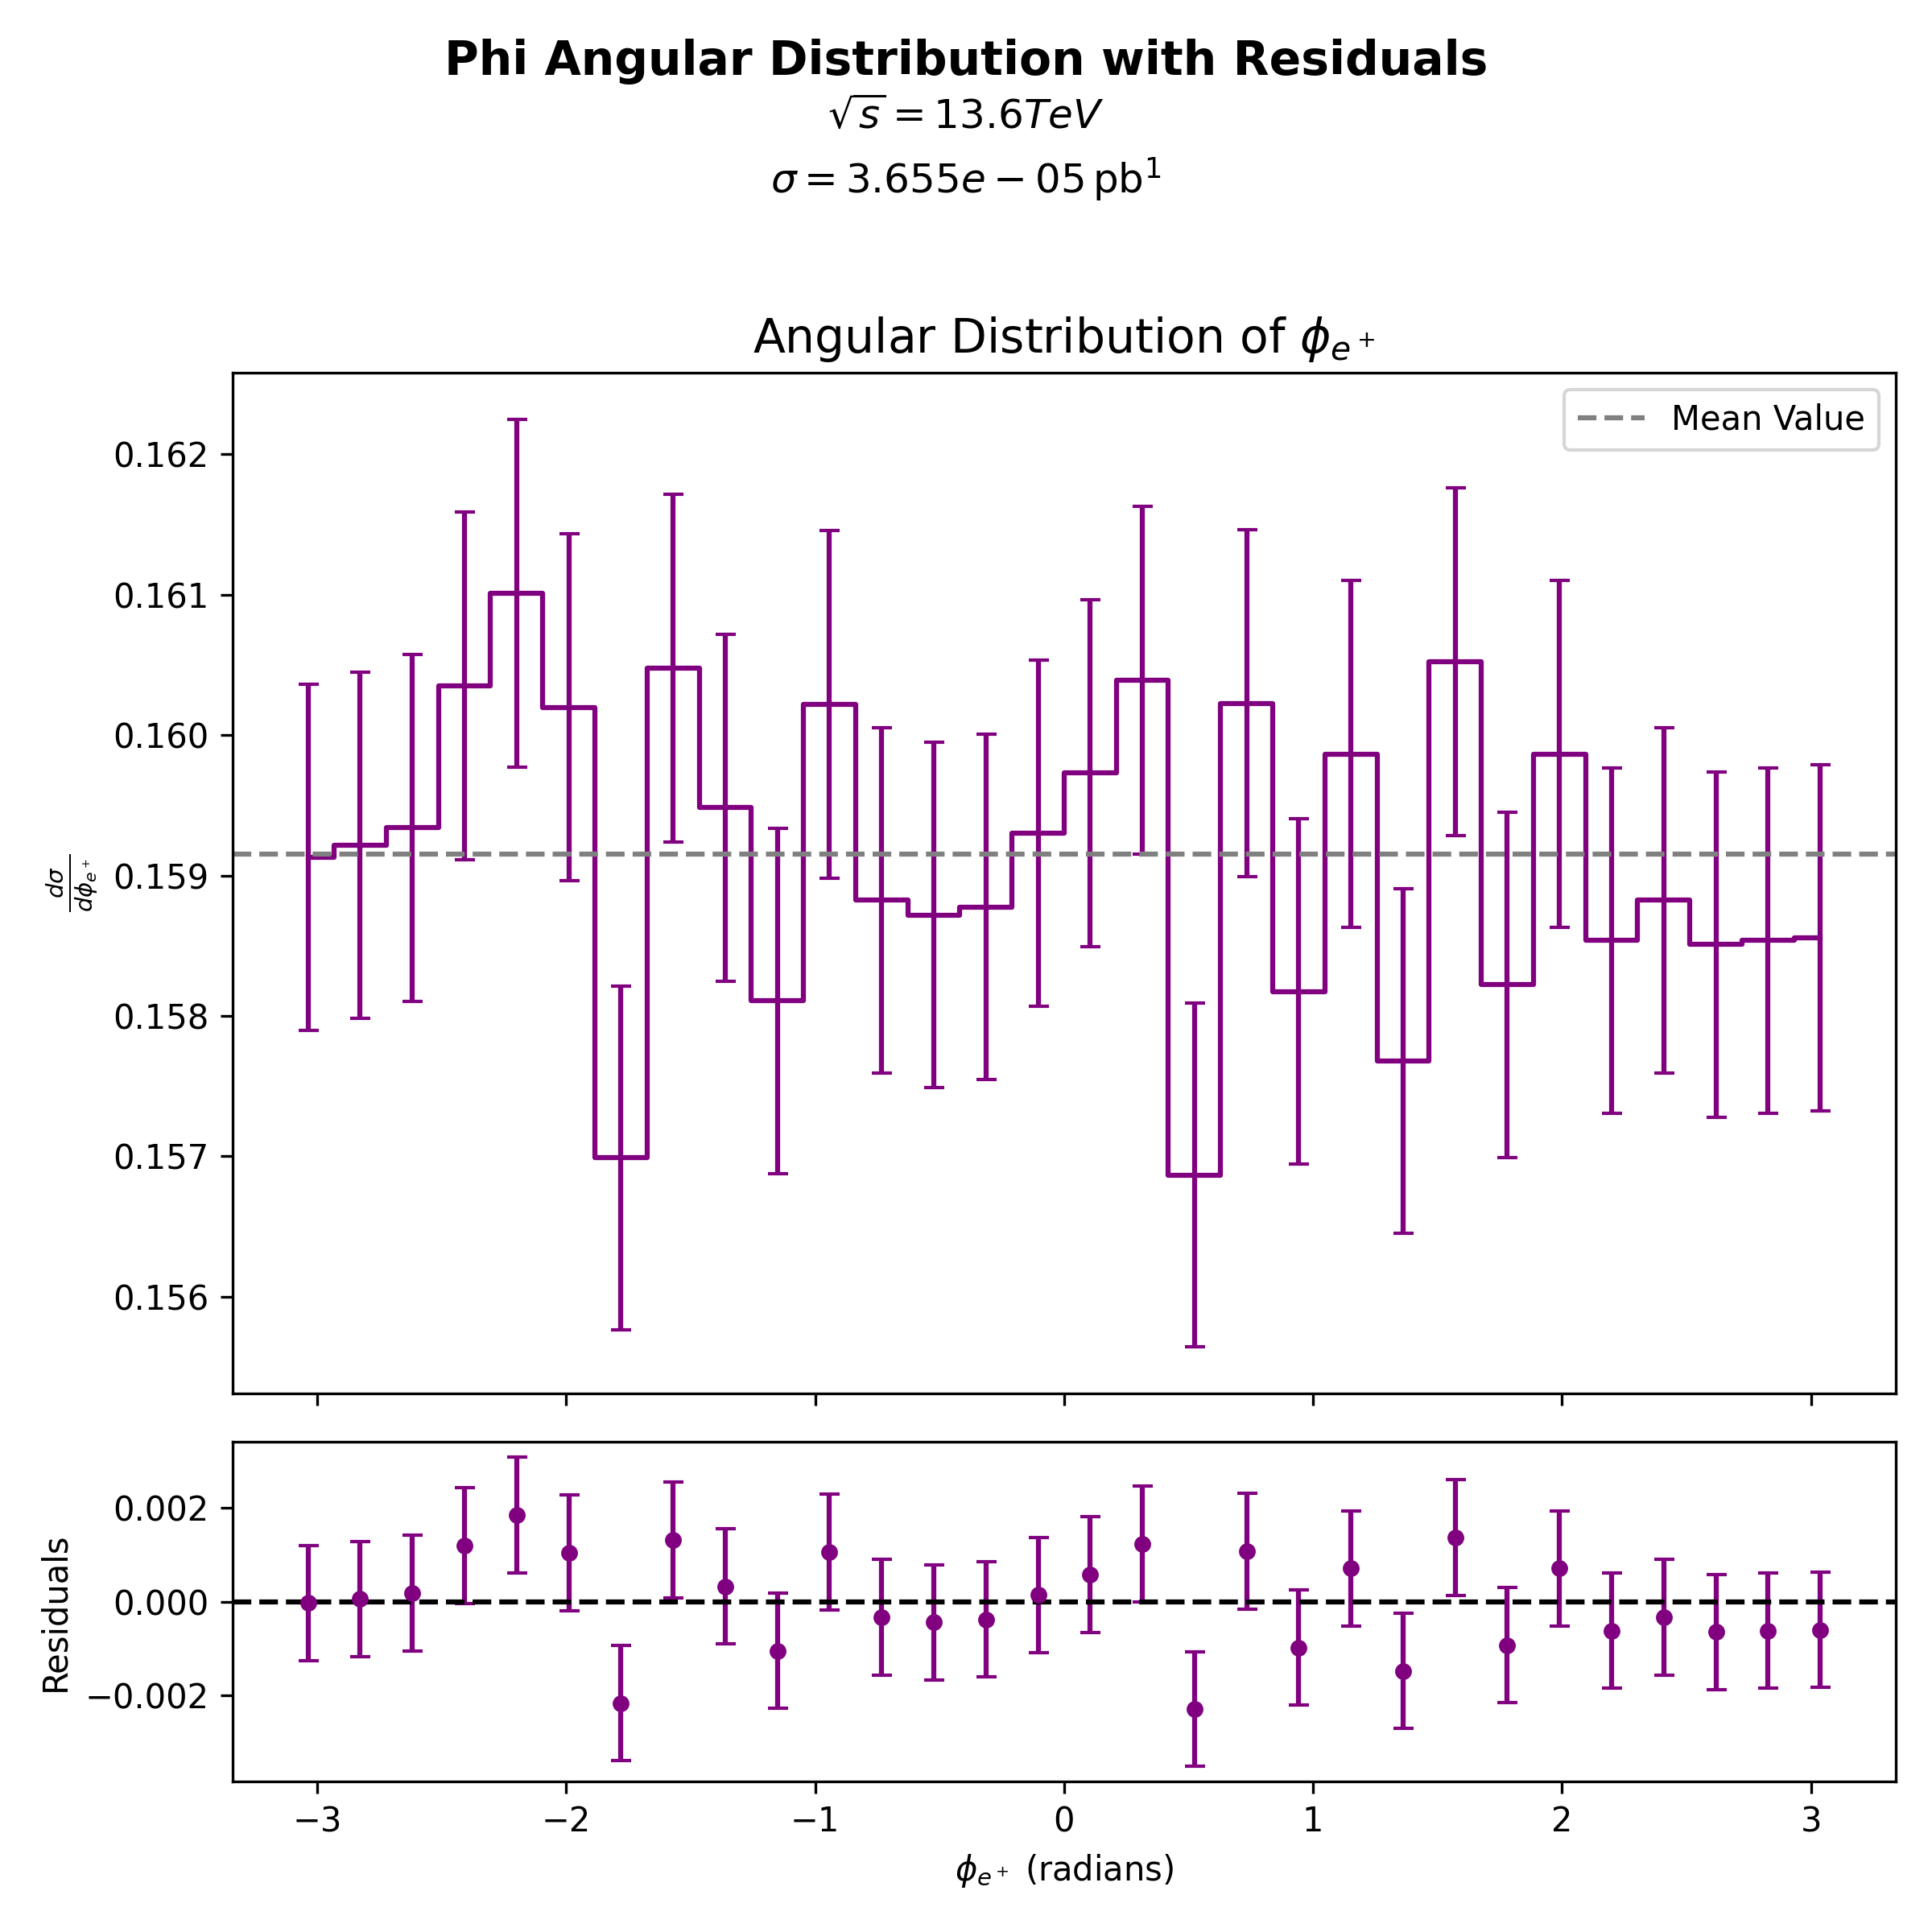 Phi Angular Distribution with Residuals
√s = 13.6TeV
σ = 3.655e − 05 pb¹
Angular Distribution of ϕₑ⁺
Mean Value
0.162
0.161
0.160
0.159
0.158
0.157
0.156
dσ/dϕₑ⁺
0.002
0.000
−0.002
Residuals
−3 −2 −1 0 1 2 3
ϕₑ⁺ (radians)